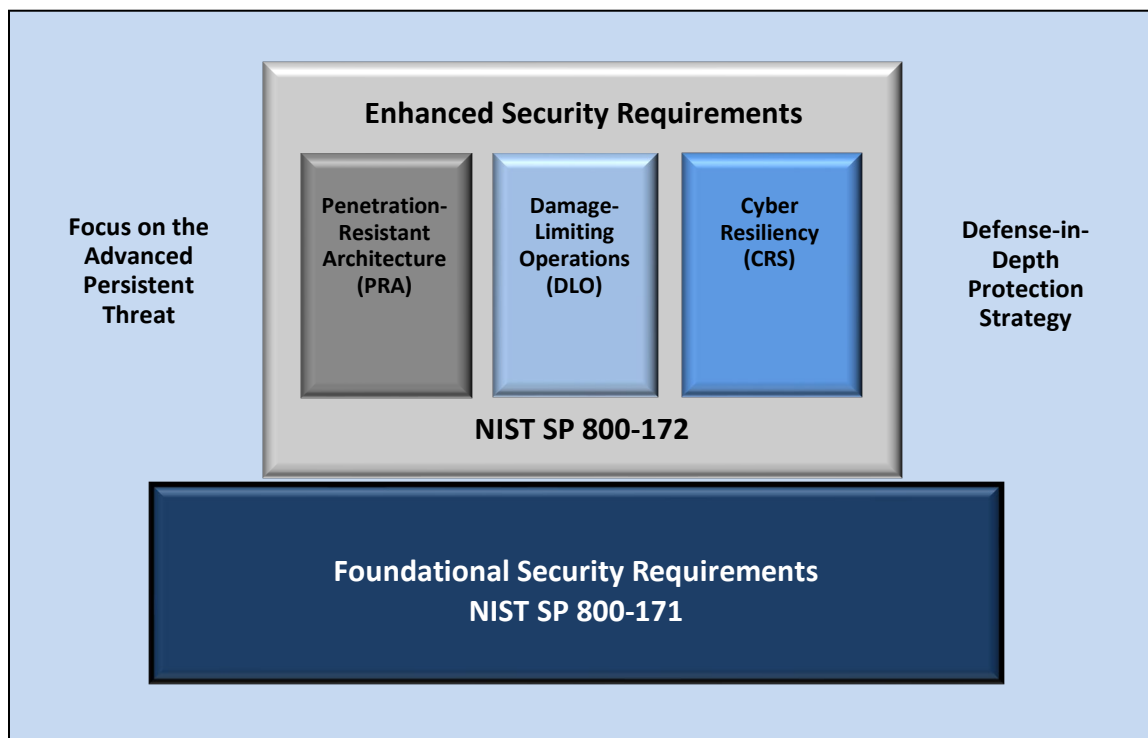 Enhanced Security Requirements
Penetration-
Resistant
Architecture
(PRA)
Damage-
Limiting
Operations
(DLO)
Cyber
Resiliency
(CRS)
NIST SP 800-172
Focus on the
Advanced
Persistent
Threat
Defense-in-
Depth
Protection
Strategy
Foundational Security Requirements
NIST SP 800-171